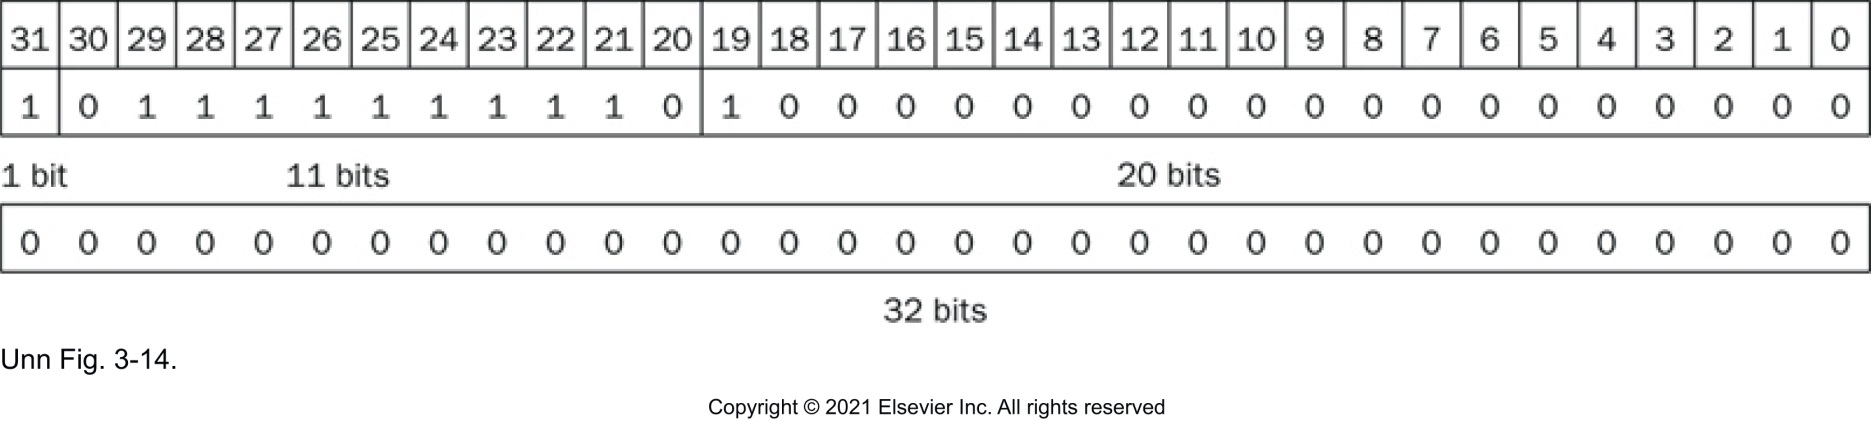 31 30 29 28 27 26 25 24 23 22 21 20 19 18 17 16 15 14 13 12 11 10 9 8 7 6 5 4 3 2 1 0
1 0 1 1 1 1 1 1 1 1 1 0 1 0 0 0 0 0 0 0 0 0 0 0 0 0 0 0 0 0 0 0
1 bit 11 bits 20 bits
0 0 0 0 0 0 0 0 0 0 0 0 0 0 0 0 0 0 0 0 0 0 0 0 0 0 0 0 0 0 0 0
32 bits
Unn Fig. 3-14.
Copyright © 2021 Elsevier Inc. All rights reserved